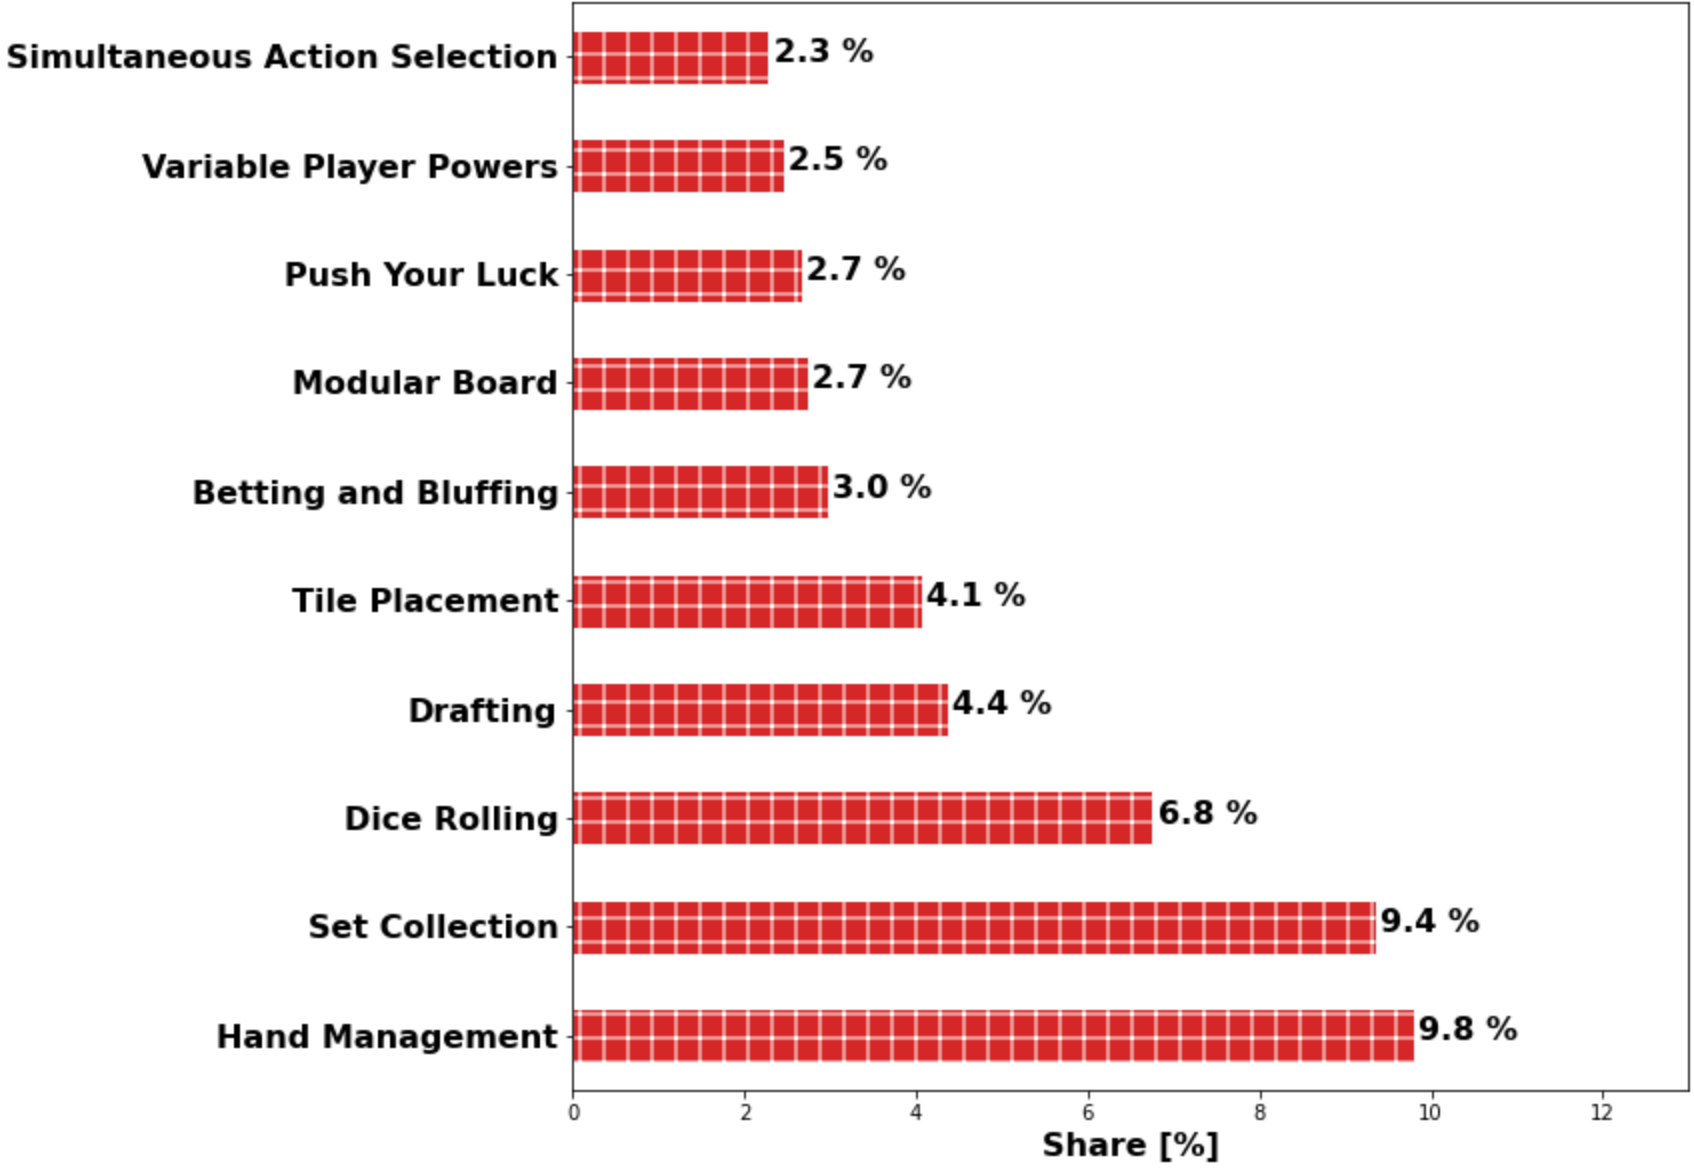 Simultaneous Action Selection 2.3 %
Variable Player Powers 2.5 %
Push Your Luck 2.7 %
Modular Board 2.7 %
Betting and Bluffing 3.0 %
Tile Placement 4.1 %
Drafting 4.4 %
Dice Rolling 6.8 %
Set Collection 9.4 %
Hand Management 9.8 %
0 2 4 6 8 10 12
Share [%]